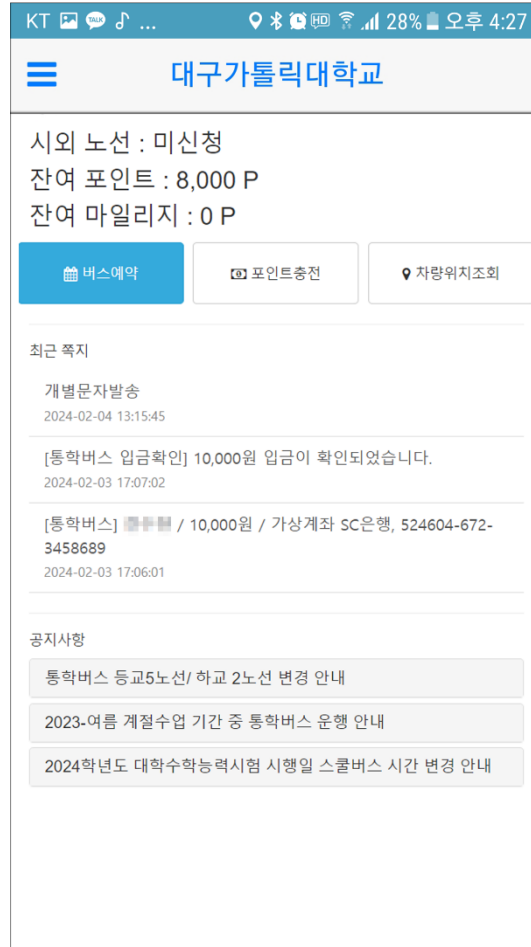 KT TALK ... HD 28% 오후 4:27
대구가톨릭대학교
시외 노선 : 미신청
잔여 포인트 : 8,000 P
잔여 마일리지 : 0 P
버스예약 포인트충전 차량위치조회
최근 쪽지
개별문자발송
2024-02-04 13:15:45
[통학버스 입금확인] 10,000원 입금이 확인되었습니다.
2024-02-03 17:07:02
[통학버스] / 10,000원 / 가상계좌 SC은행, 524604-672-
3458689
2024-02-03 17:06:01
공지사항
통학버스 등교5노선/ 하교 2노선 변경 안내
2023-여름 계절수업 기간 중 통학버스 운행 안내
2024학년도 대학수학능력시험 시행일 스쿨버스 시간 변경 안내